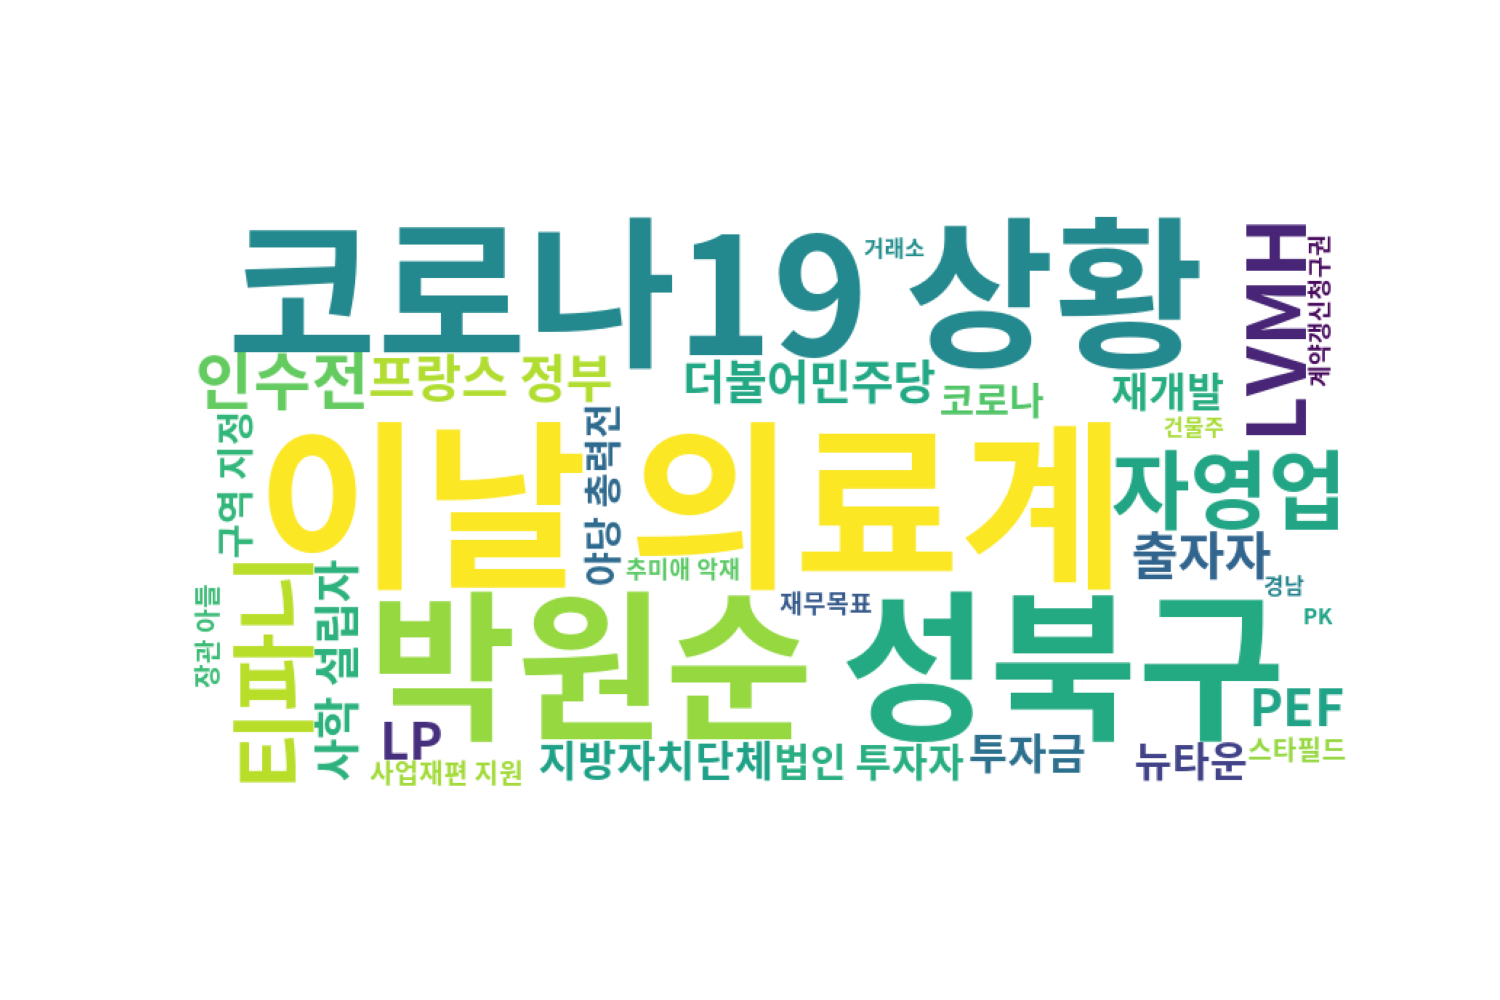 코로나19 상황
거래소
LVMH
계약갱신청구권
인수전
프랑스 정부
더불어민주당
코로나
재개발
건물주
구역 지정
이날 의료계
야당 총력전
자영업
추미애 악재
출자자
경남
PK
장관 아들
티파니
사학 설립자
박원순
재무목표
성북구
PEF
LP
사업재편 지원
지방자치단체
법인 투자자
투자금
뉴타운
스타필드